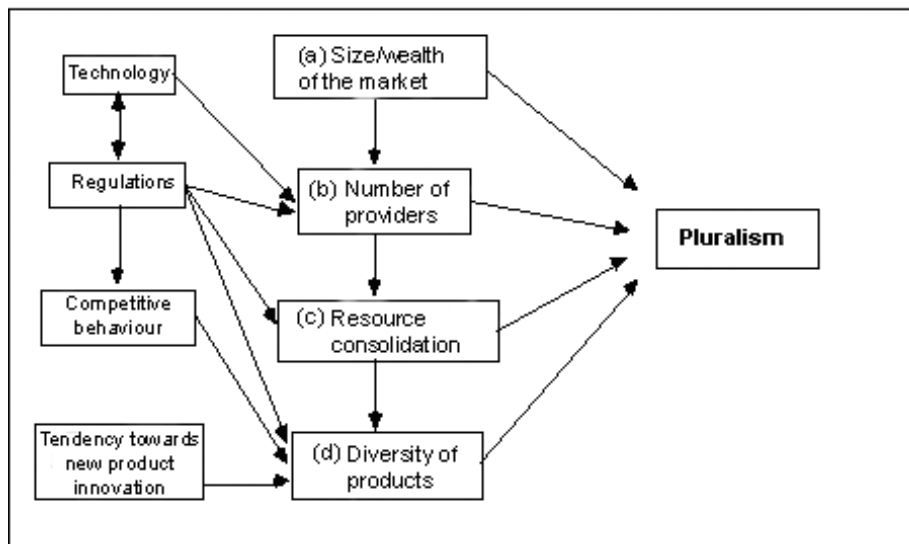 Technology
(a) Size/wealth
of the market
Regulations
(b) Number of
providers
Pluralism
Competitive
behaviour
(c) Resource
consolidation
Tendency towards
new product
innovation
(d) Diversity of
products